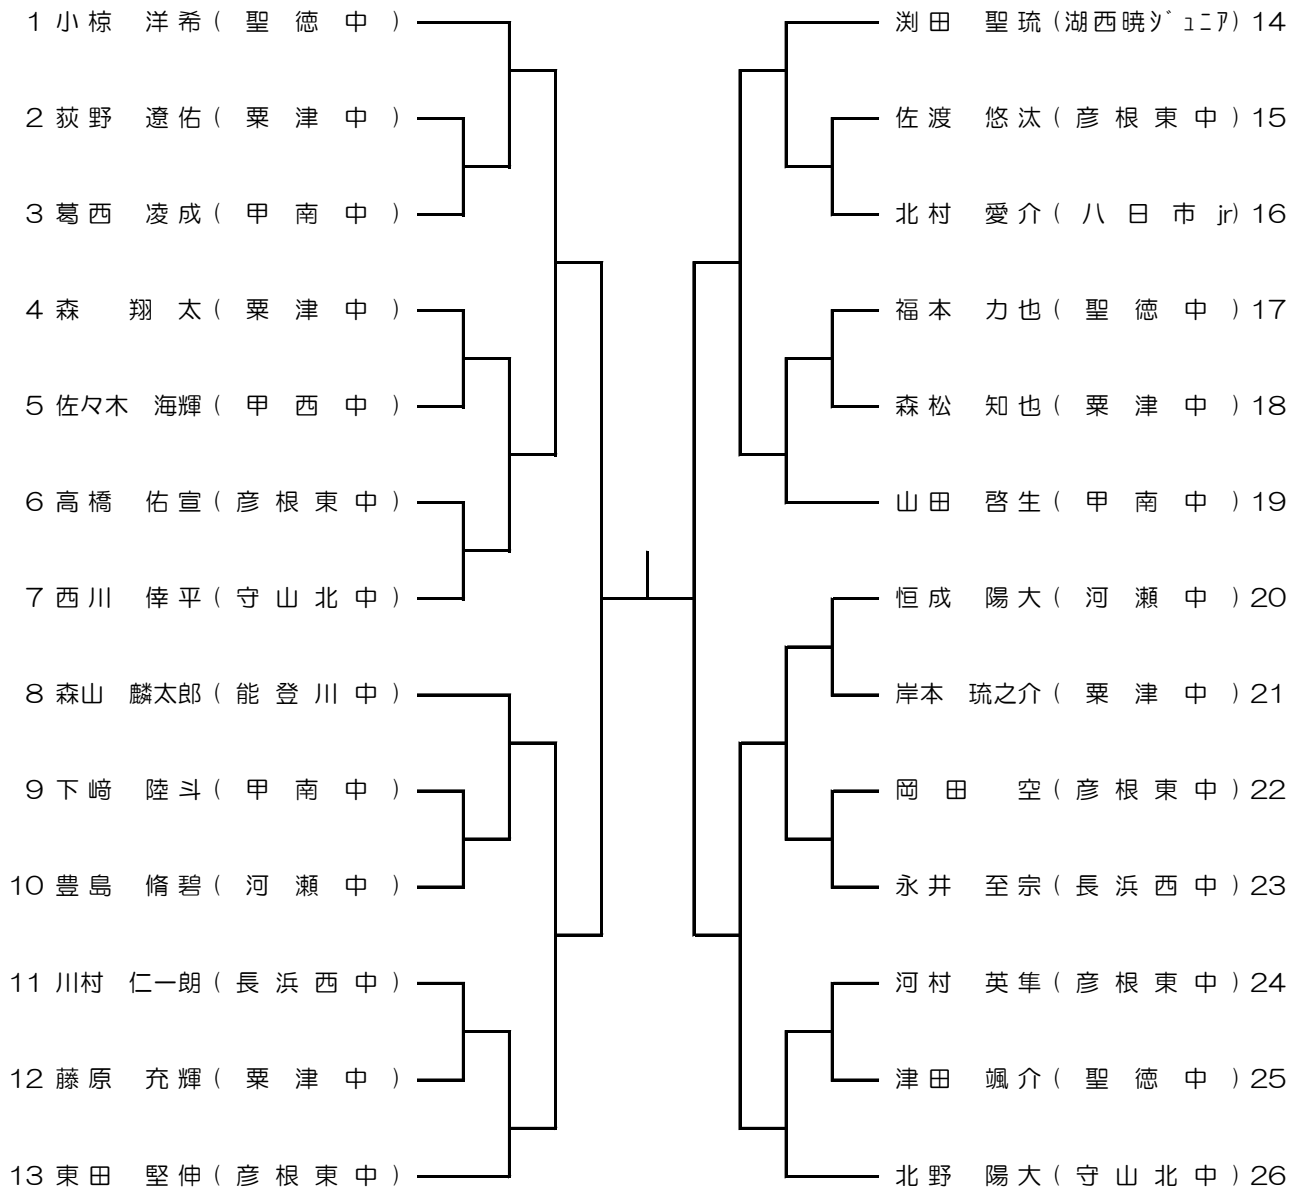 1 小椋 洋希 ( 聖徳中 )
2 荻野 遼佑 ( 粟津中 )
3 葛西 凌成 ( 甲南中 )
4 森 翔太 ( 粟津中 )
5 佐々木 海輝 ( 甲西中 )
6 高橋 佑宣 ( 彦根東中 )
7 西川 倖平 ( 守山北中 )
8 森山 麟太郎 ( 能登川中 )
9 下﨑 陸斗 ( 甲南中 )
10 豊島 脩碧 ( 河瀬中 )
11 川村 仁一朗 ( 長浜西中 )
12 藤原 充輝 ( 粟津中 )
13 東田 堅伸 ( 彦根東中 )
渕田 聖琉 (湖西暁ｼﾞｭﾆｱ) 14
佐渡 悠汰 ( 彦根東中 ) 15
北村 愛介 ( 八日市jr) 16
福本 力也 ( 聖徳中 ) 17
森松 知也 ( 粟津中 ) 18
山田 啓生 ( 甲南中 ) 19
恒成 陽大 ( 河瀬中 ) 20
岸本 琉之介 ( 粟津中 ) 21
岡田 空 ( 彦根東中 ) 22
永井 至宗 ( 長浜西中 ) 23
河村 英隼 ( 彦根東中 ) 24
津田 颯介 ( 聖徳中 ) 25
北野 陽大 ( 守山北中 ) 26